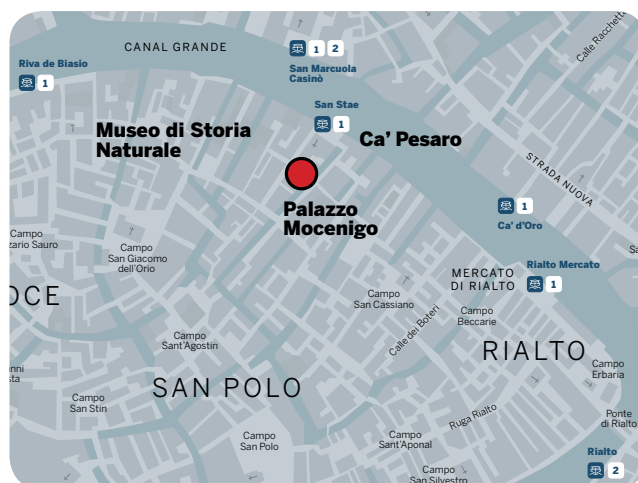 CANAL GRANDE
Riva de Biasio
1
1 2
San Marcuola
Casinò
Calle Racchetta
San Stae
1
Museo di Storia
Naturale
Ca' Pesaro
STRADA NUOVA
Palazzo
Mocenigo
1
Ca' d'Oro
Campo
zario Sauro
Campo
San Giacomo
dell'Orio
MERCATO
DI RIALTO
Rialto Mercato
1
OCE
Campo
San Cassiano
Calle dei Boteri
Campo
Beccarie
Campo
Sant'Agostin
RIALTO
Campo
Erbaria
SAN POLO
Campo
San Stin
Ruga Rialto
Ponte
di Rialto
Campo
San Polo
Campo
Sant'Aponal
Rialto
2
Campo
San Silvestro